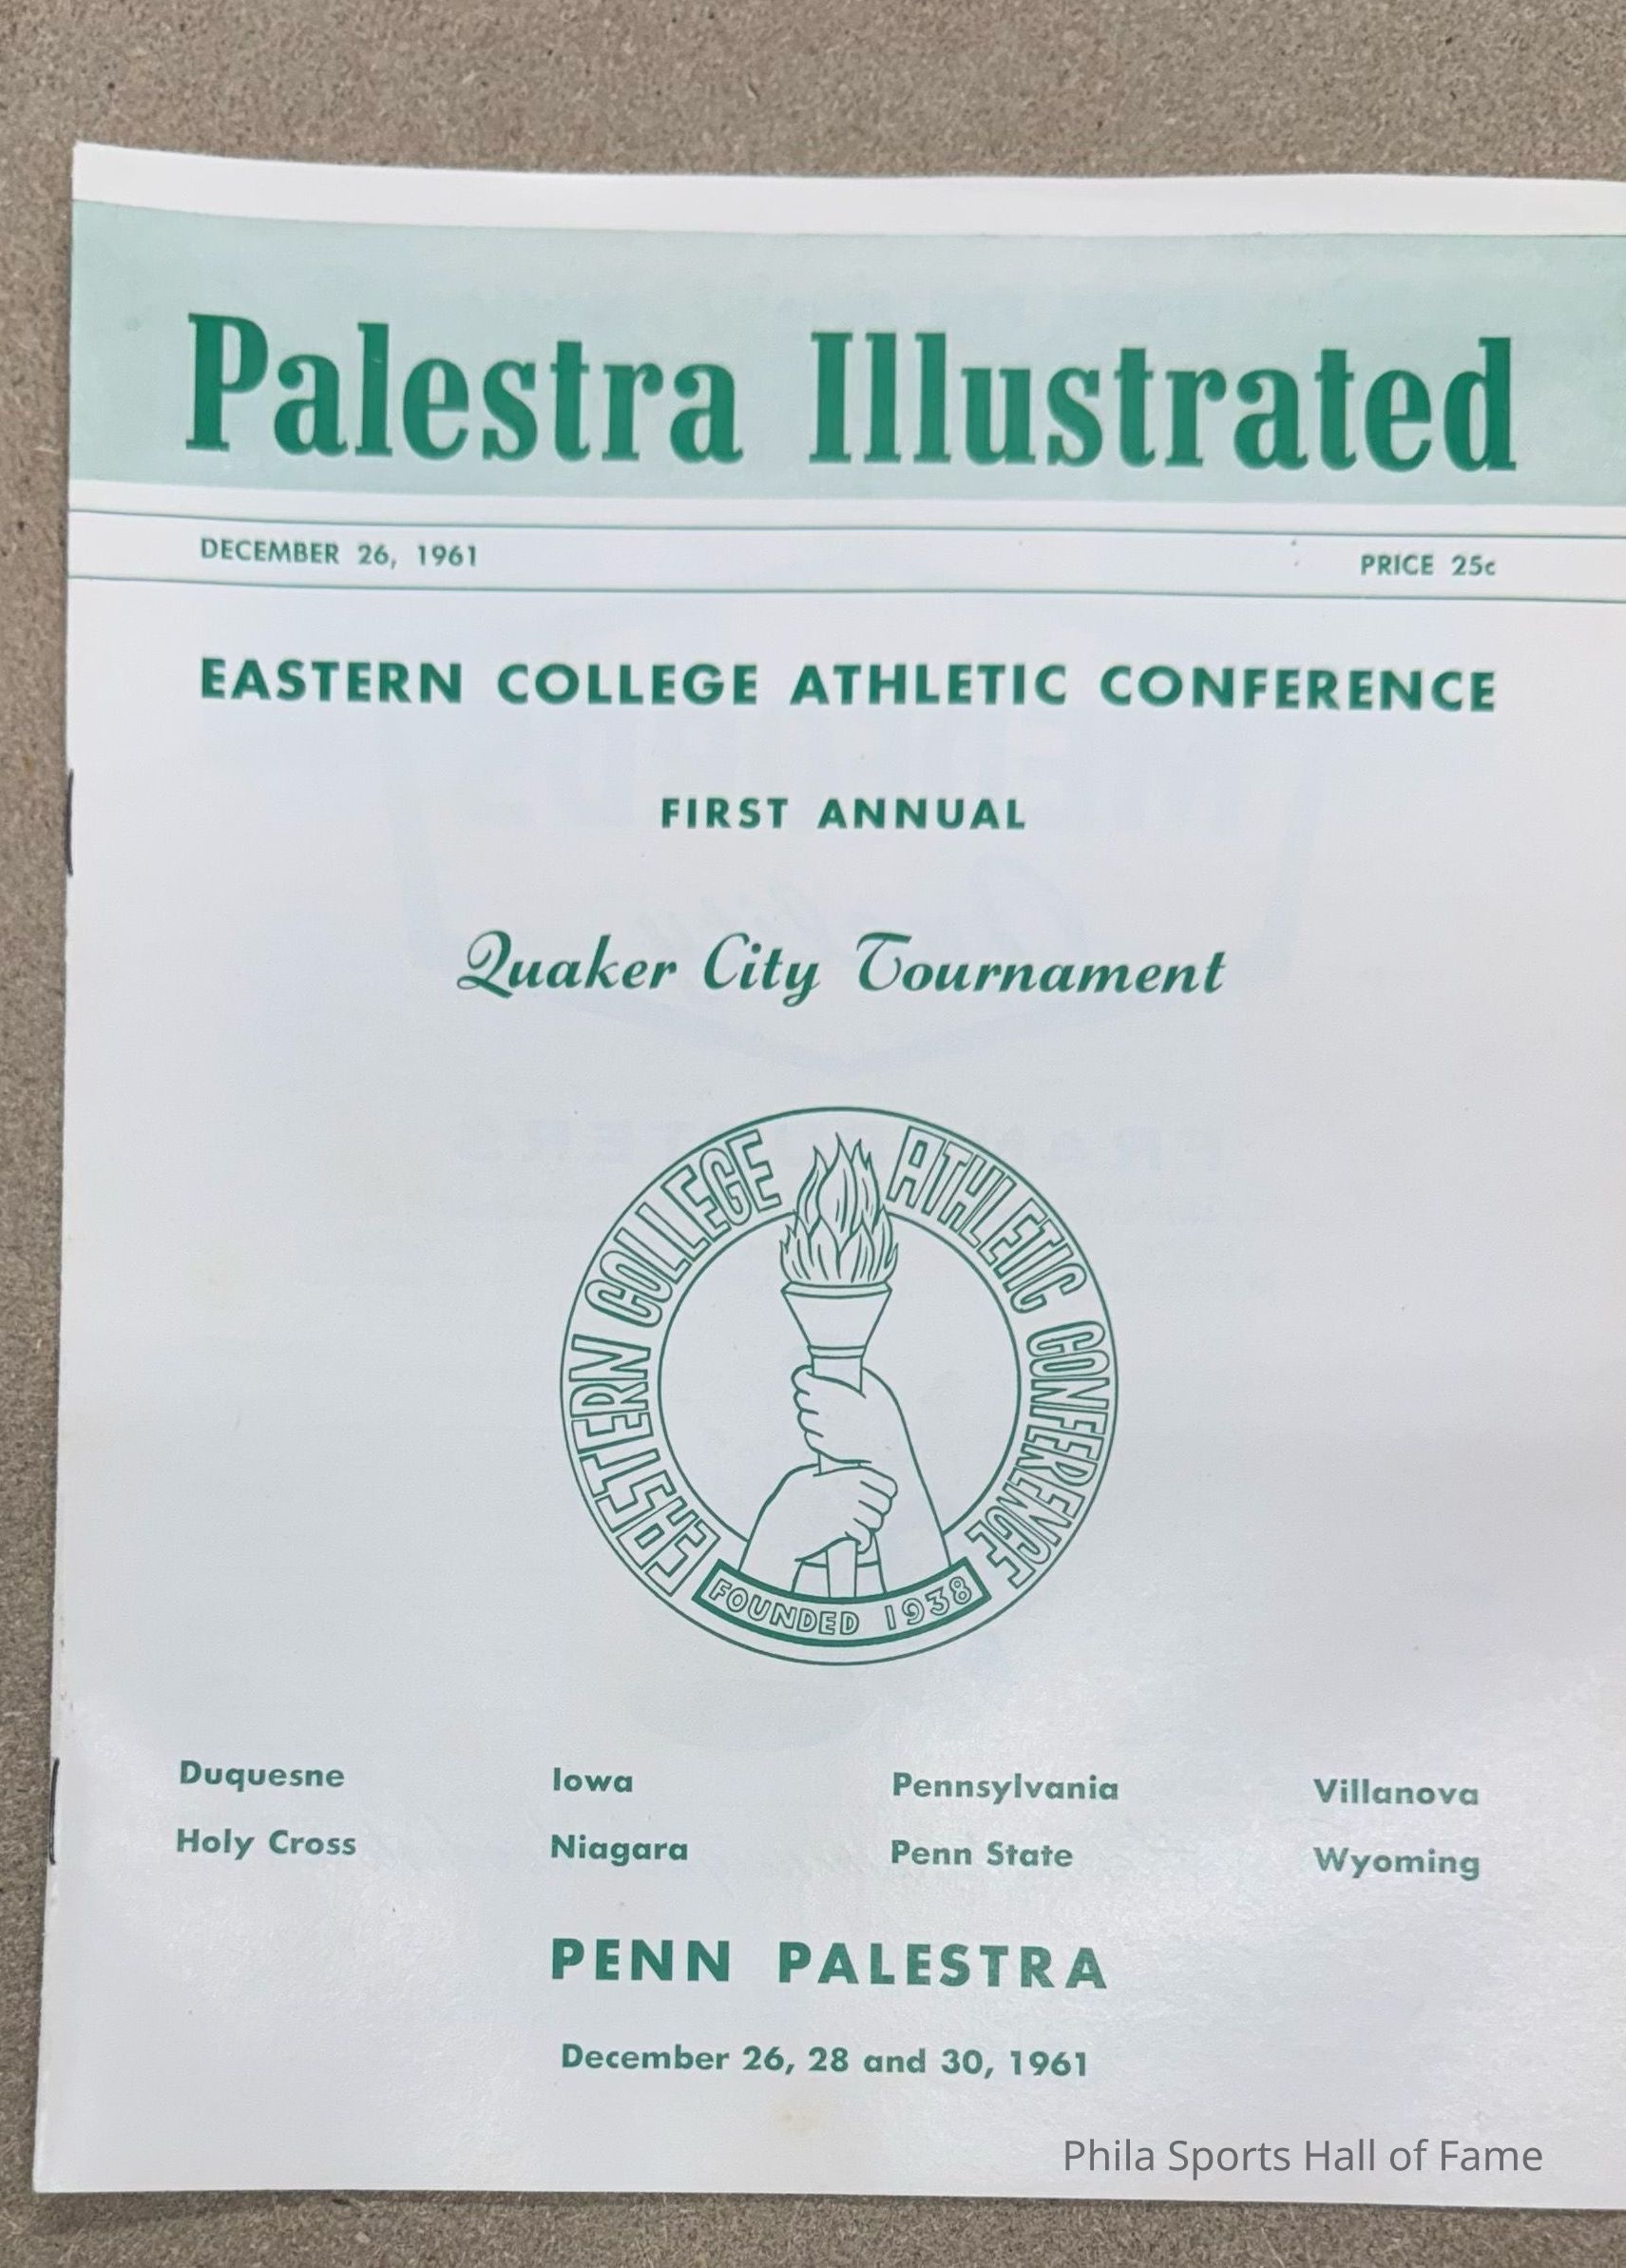 Palestra Illustrated
DECEMBER 26, 1961 PRICE 25c
EASTERN COLLEGE ATHLETIC CONFERENCE
FIRST ANNUAL
Quaker City Tournament
EASTERN COLLEGE ATHLETIC CONFERENCE
FOUNDED 1938
Duquesne Iowa Pennsylvania Villanova
Holy Cross Niagara Penn State Wyoming
PENN PALESTRA
December 26, 28 and 30, 1961
Phila Sports Hall of Fame